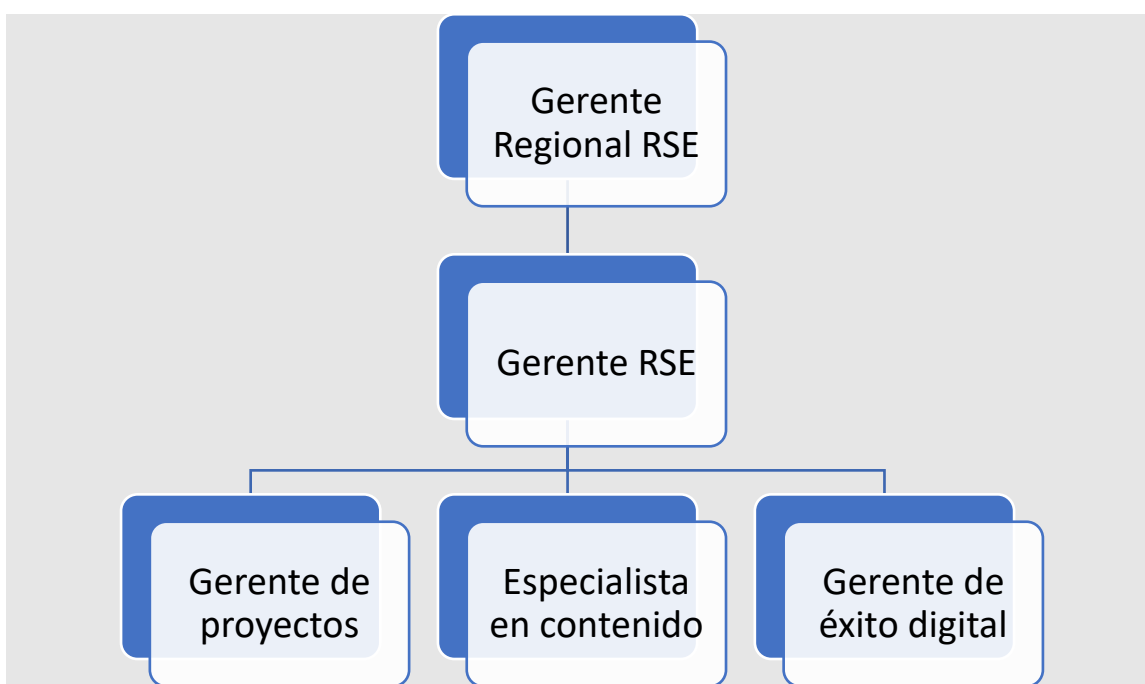 Gerente
Regional RSE
Gerente RSE
Gerente de
proyectos
Especialista
en contenido
Gerente de
éxito digital